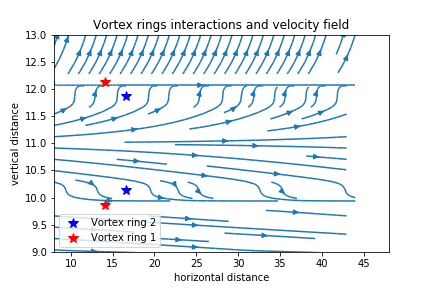 Vortex rings interactions and velocity field
13.0
12.5
12.0
11.5
11.0
10.5
10.0
9.5
9.0
vertical distance
Vortex ring 2
Vortex ring 1
10 15 20 25 30 35 40 45
horizontal distance